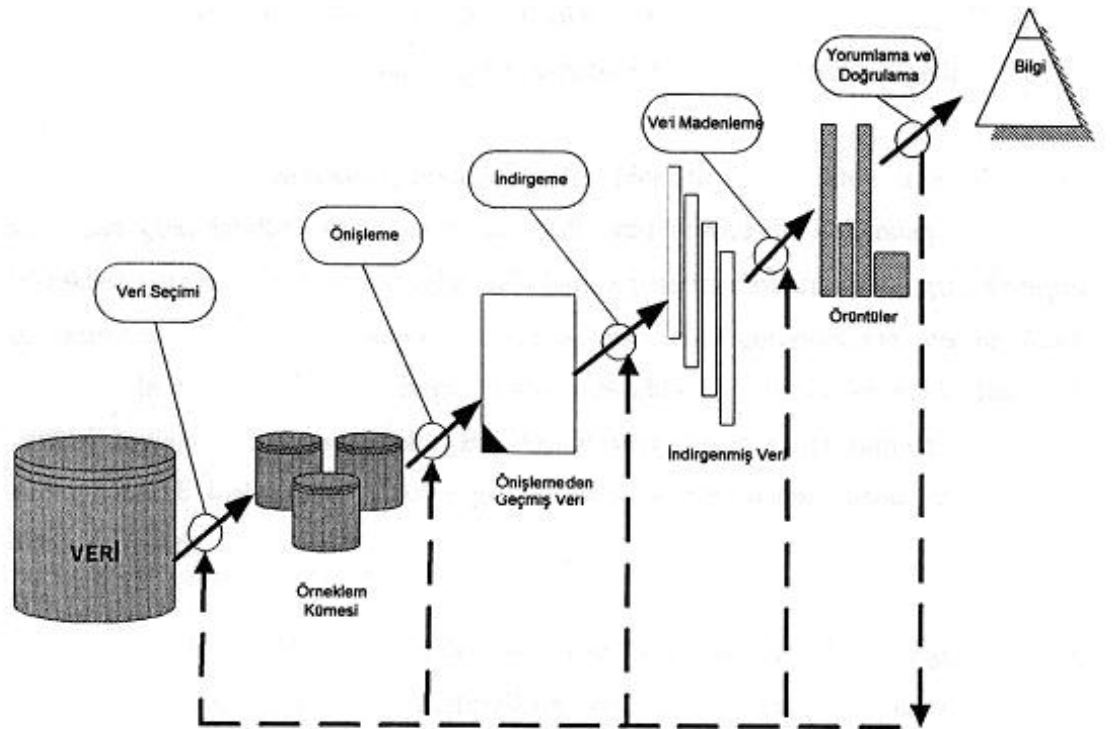 VERİ
Veri Seçimi
Örneklem
Kümesi
Önişleme
Önişlemeden
Geçmiş Veri
İndirgeme
İndirgenmiş Veri
Veri Madenleme
Örüntüler
Yorumlama ve
Doğrulama
Bilgi